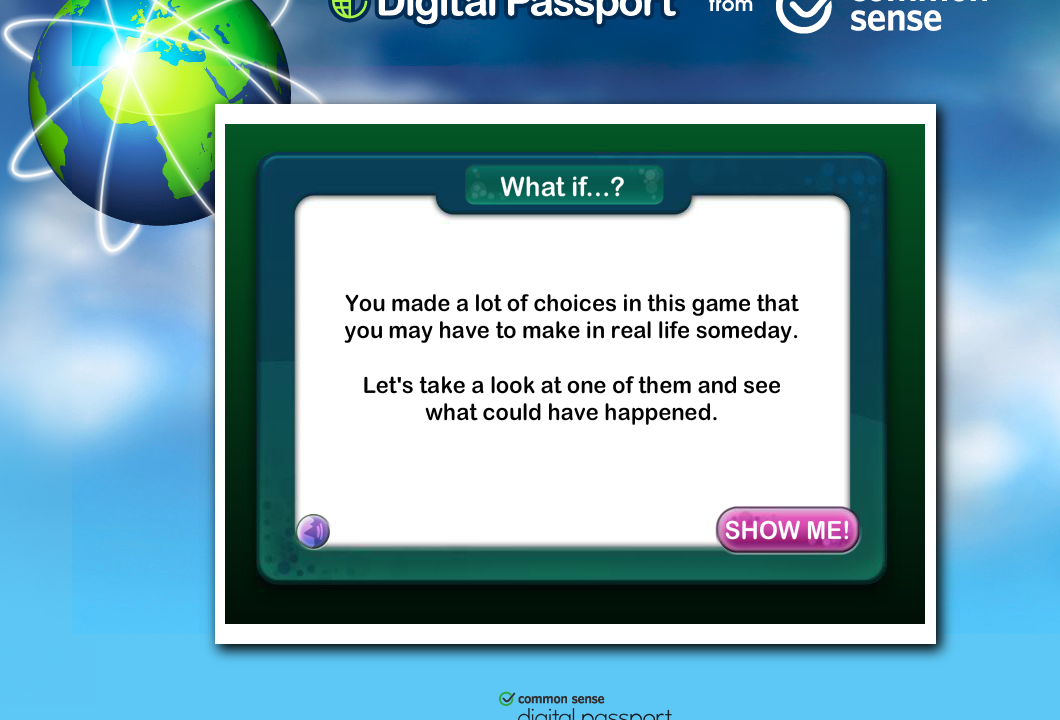 Digital Passport from common
sense
What if...?
You made a lot of choices in this game that
you may have to make in real life someday.
Let's take a look at one of them and see
what could have happened.
SHOW ME!
common sense
digital passport